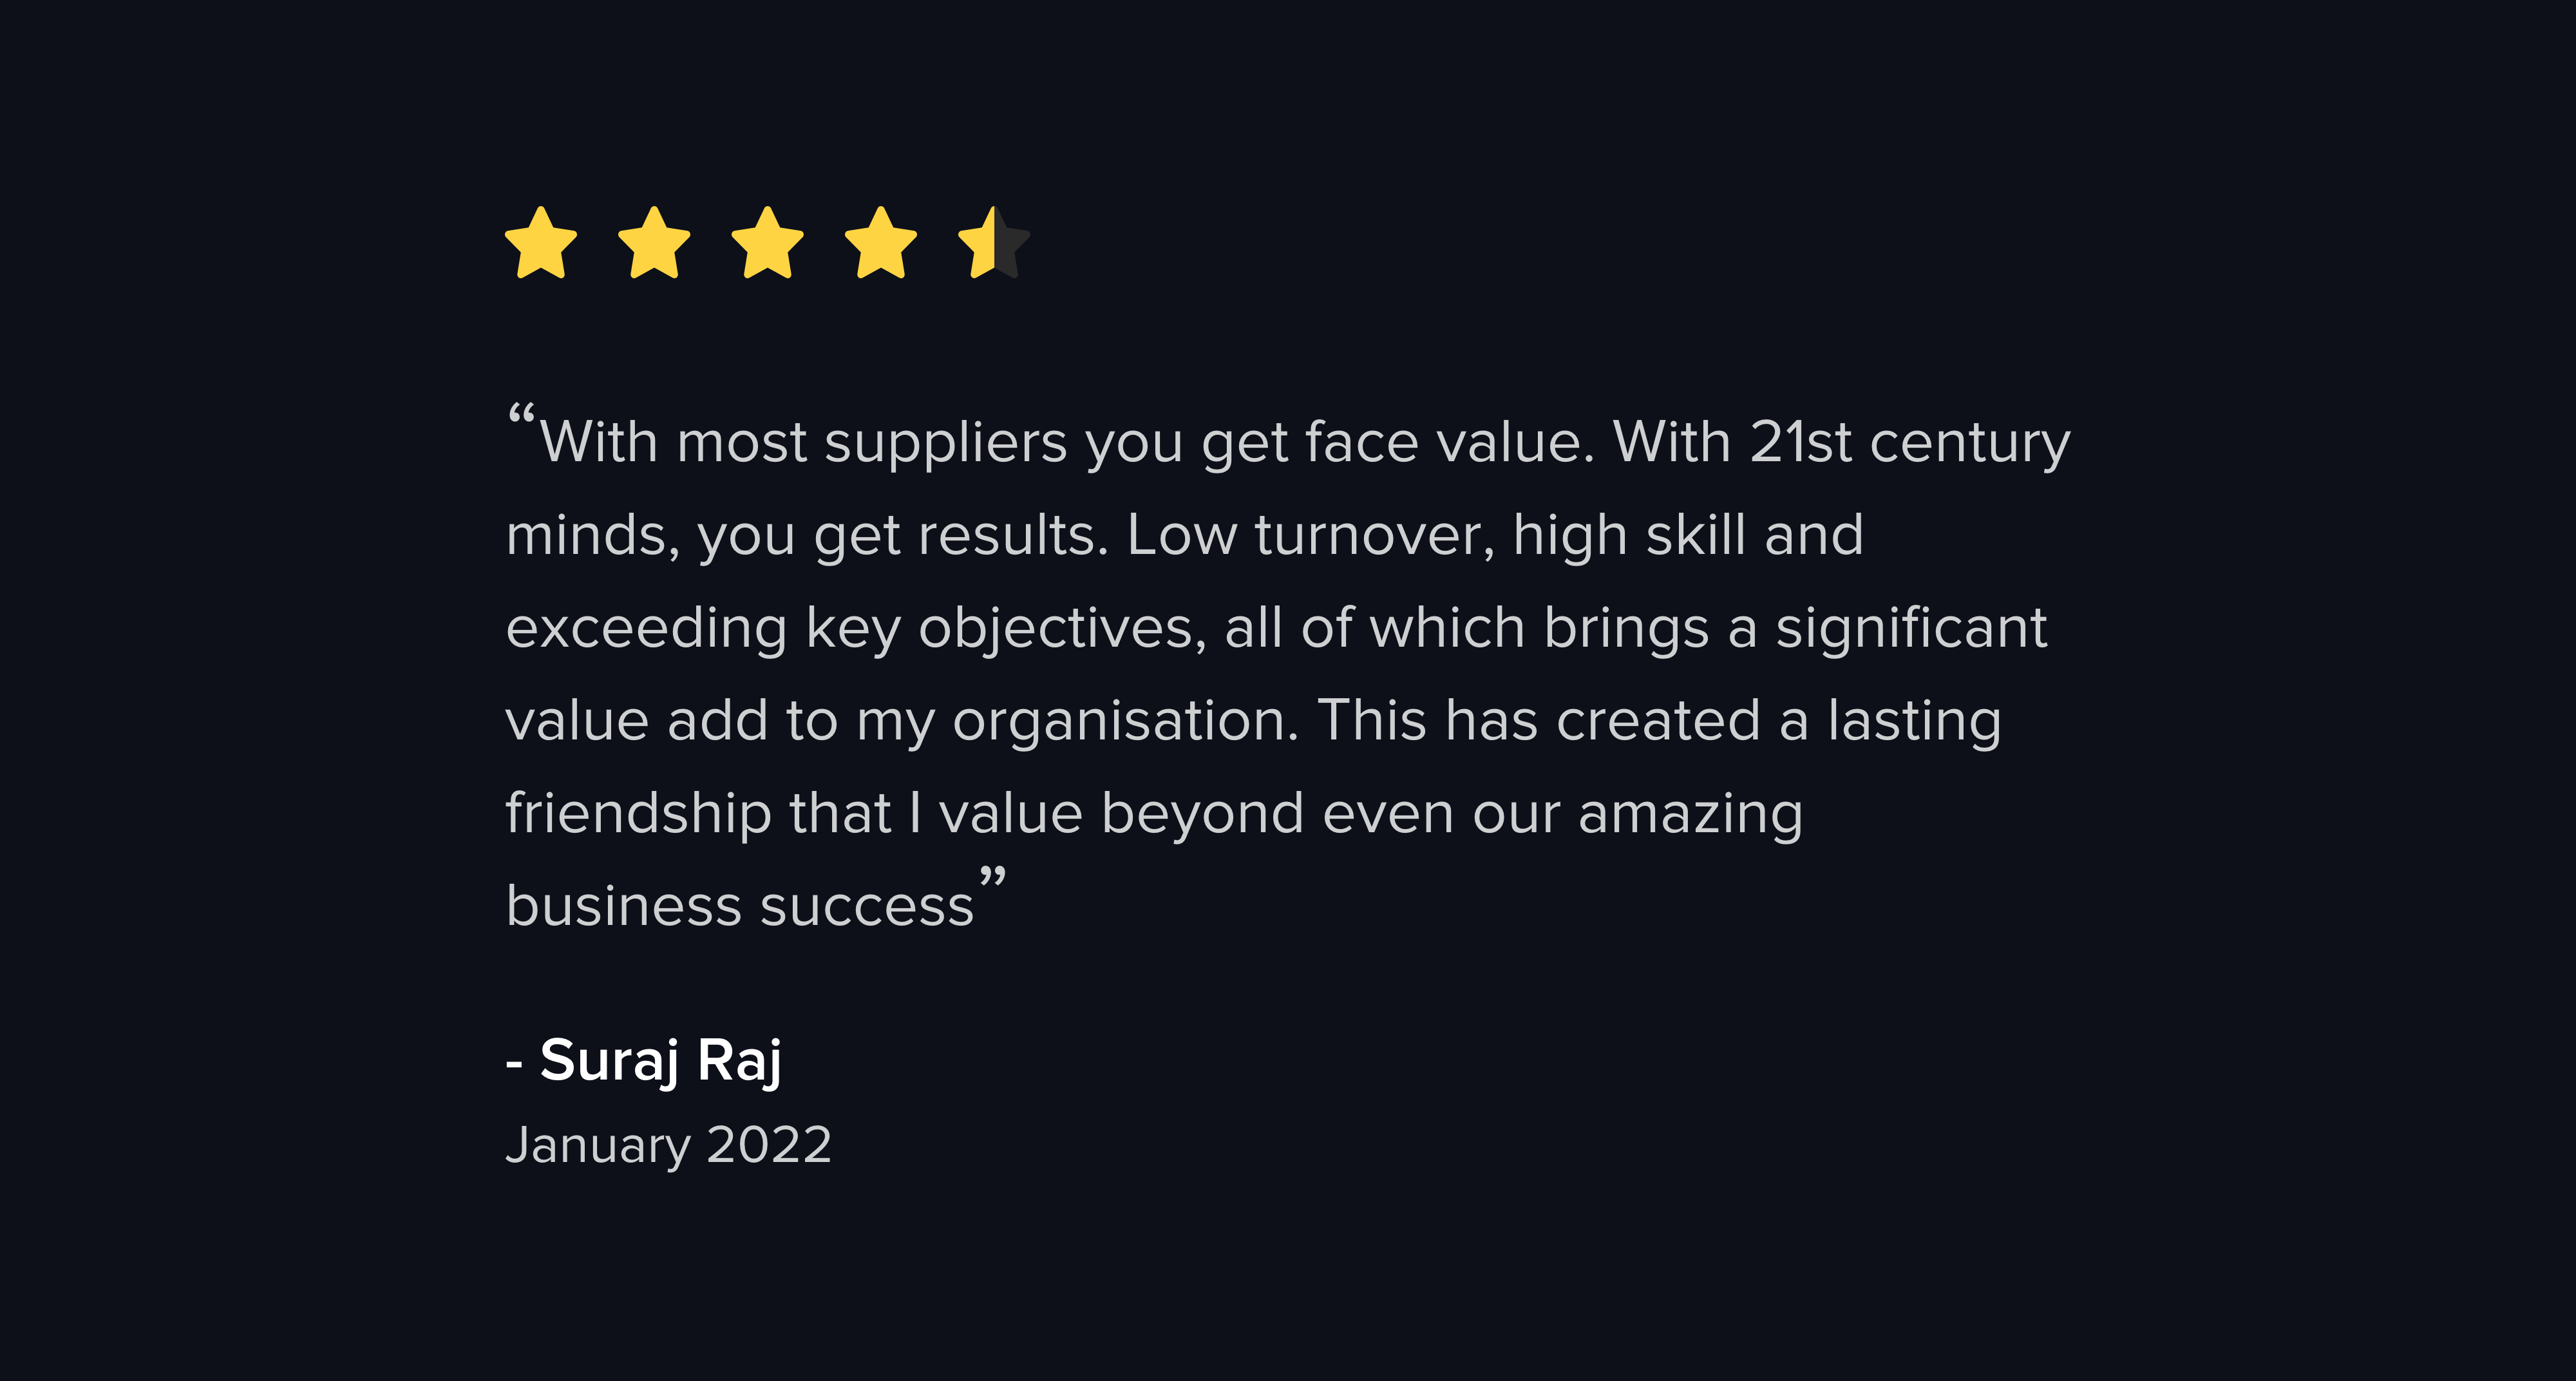 “With most suppliers you get face value. With 21st century
minds, you get results. Low turnover, high skill and
exceeding key objectives, all of which brings a significant
value add to my organisation. This has created a lasting
friendship that I value beyond even our amazing
business success”
- Suraj Raj
January 2022